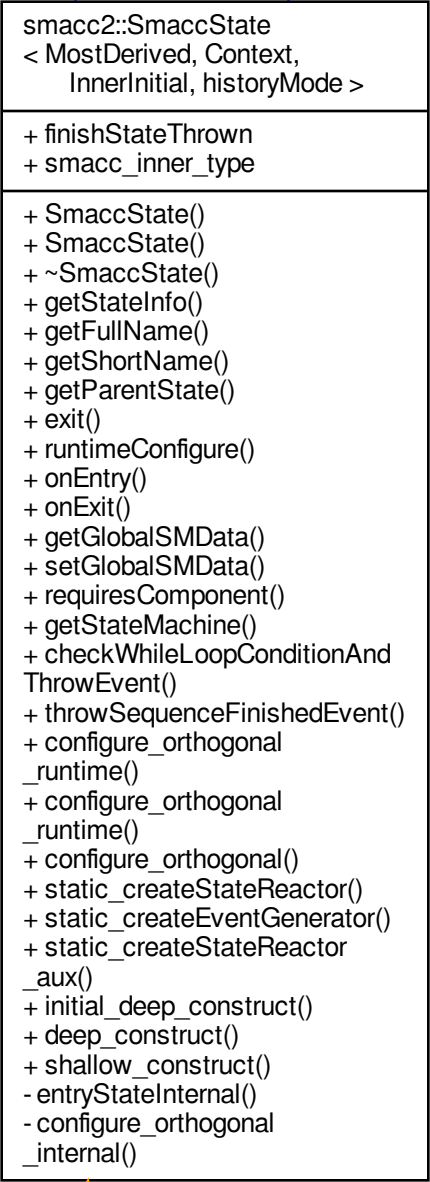 smacc2::SmaccState
< MostDerived, Context,
InnerInitial, historyMode >
+ finishStateThrown
+ smacc_inner_type
+ SmaccState()
+ SmaccState()
+ ~SmaccState()
+ getStateInfo()
+ getFullName()
+ getShortName()
+ getParentState()
+ exit()
+ runtimeConfigure()
+ onEntry()
+ onExit()
+ getGlobalSMData()
+ setGlobalSMData()
+ requiresComponent()
+ getStateMachine()
+ checkWhileLoopConditionAnd
ThrowEvent()
+ throwSequenceFinishedEvent()
+ configure_orthogonal
_runtime()
+ configure_orthogonal
_runtime()
+ configure_orthogonal()
+ static_createStateReactor()
+ static_createEventGenerator()
+ static_createStateReactor
_aux()
+ initial_deep_construct()
+ deep_construct()
+ shallow_construct()
- entryStateInternal()
- configure_orthogonal
_internal()